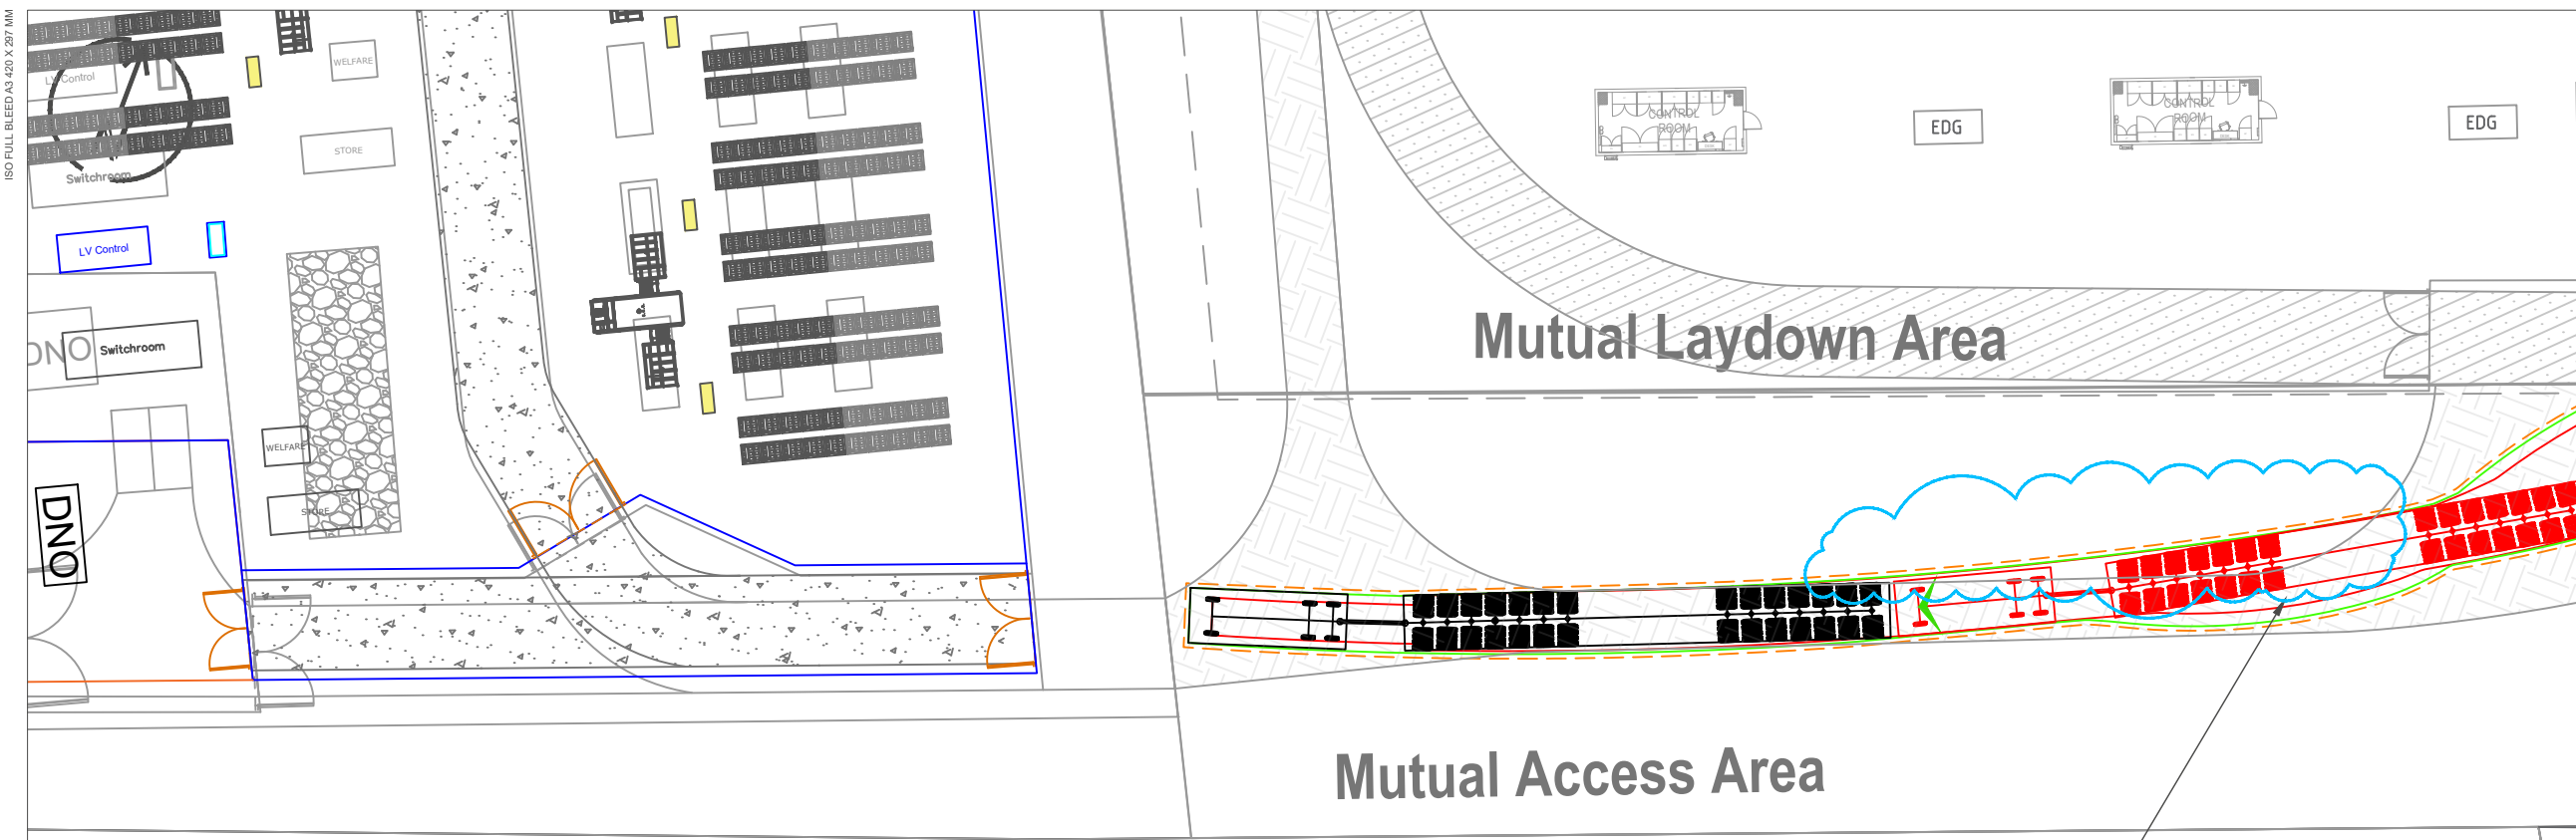 ISO FULL BLEED A3 420 X 297 MM
LV Control
WELFARE
STORE
Switchroom
LV Control
DNO
Switchroom
WELFARE
STORE
DNO
CONTROL
ROOM
EDG
CONTROL
ROOM
EDG
Mutual Laydown Area
Mutual Access Area